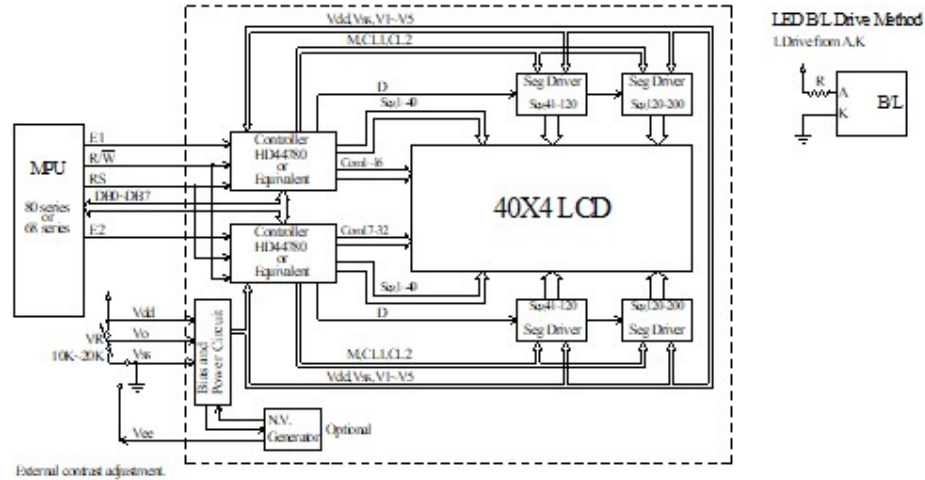 Vdd,Vss,V1~V5
M,CL1,CL2
LED B/L Drive Method
1.Drive from A,K
D
Seg1~40
Seg Driver
Seg41-120
Seg Driver
Seg120-200
R
A
K
B/L
MPU
80 series
or
68 series
E1
R/W
RS
DB0~DB7
E2
Controller
HD44780
or
Equivalent
Com1~16
40X4 LCD
Controller
HD44780
or
Equivalent
Com17-32
Seg1~40
D
Seg41-120
Seg Driver
Seg120-200
Seg Driver
M,CL1,CL2
Vdd,Vss,V1~V5
Vdd
Vo
VR
10K~20K
Vss
Bias and
Power Circuit
N.V.
Generator
Optional
Vee
External contrast adjustment.